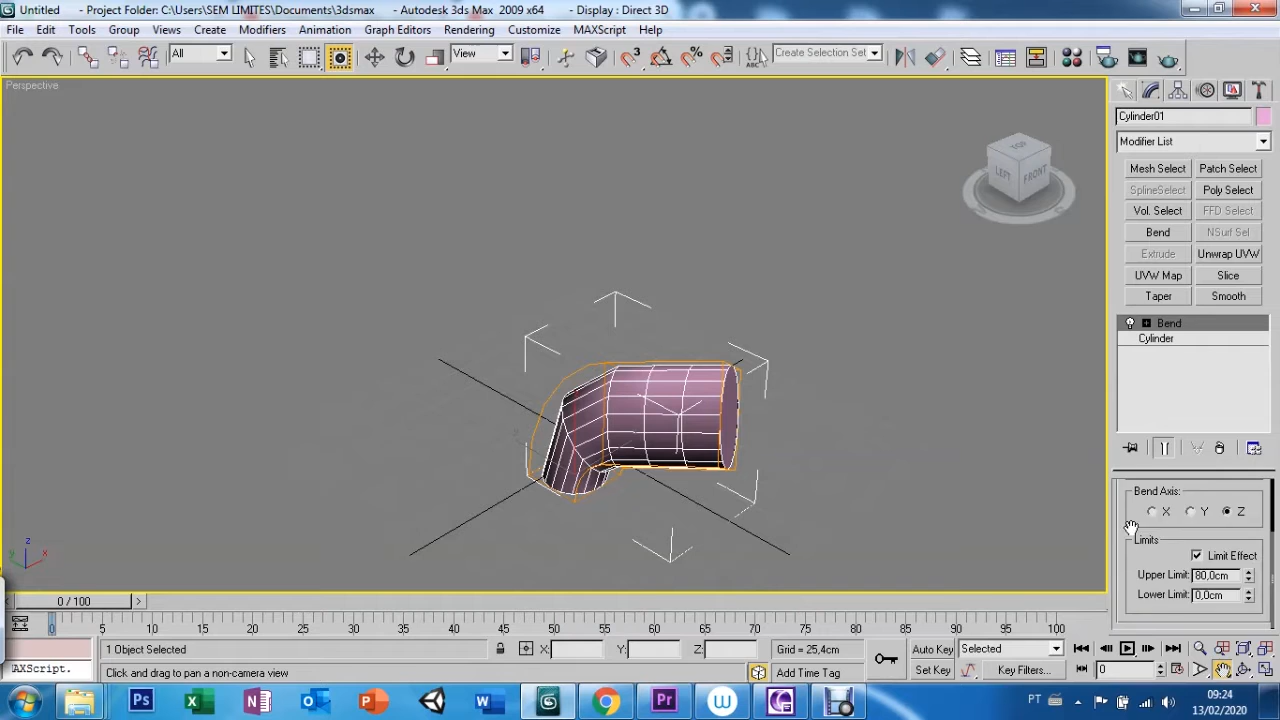 Untitled - Project Folder: C:\Users\SEM LIMITES\Documents\3dsmax - Autodesk 3ds Max 2009 x64 - Display : Direct 3D
File Edit Tools Group Views Create Modifiers Animation Graph Editors Rendering Customize MAXScript Help
All View Create Selection Set
Perspective
TOP
LEFT FRONT
Cylinder01
Modifier List
Mesh Select Patch Select
SplineSelect Poly Select
Vol. Select FFD Select
Bend NSurf Sel
Extrude Unwrap UVW
UVW Map Slice
Taper Smooth
Bend
Cylinder
Bend Axis:
X Y Z
Limits
Limit Effect
Upper Limit: 80,0cm
Lower Limit: 0,0cm
z
y x
0 / 100
0 5 10 15 20 25 30 35 40 45 50 55 60 65 70 75 80 85 90 95 100
1 Object Selected X: Y: Z: Grid = 25,4cm Auto Key Selected
AXScript. Click and drag to pan a non-camera view Add Time Tag Set Key Key Filters... 0
PT 09:24
13/02/2020